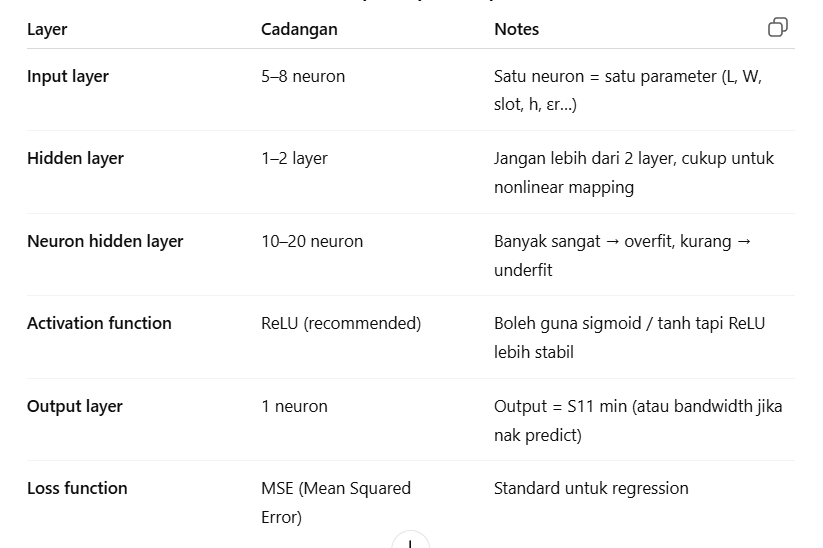 Layer Cadangan Notes
Input layer 5–8 neuron Satu neuron = satu parameter (L, W,
slot, h, εr...)
Hidden layer 1–2 layer Jangan lebih dari 2 layer, cukup untuk
nonlinear mapping
Neuron hidden layer 10–20 neuron Banyak sangat → overfit, kurang →
underfit
Activation function ReLU (recommended) Boleh guna sigmoid / tanh tapi ReLU
lebih stabil
Output layer 1 neuron Output = S11 min (atau bandwidth jika
nak predict)
Loss function MSE (Mean Squared Standard untuk regression
Error)